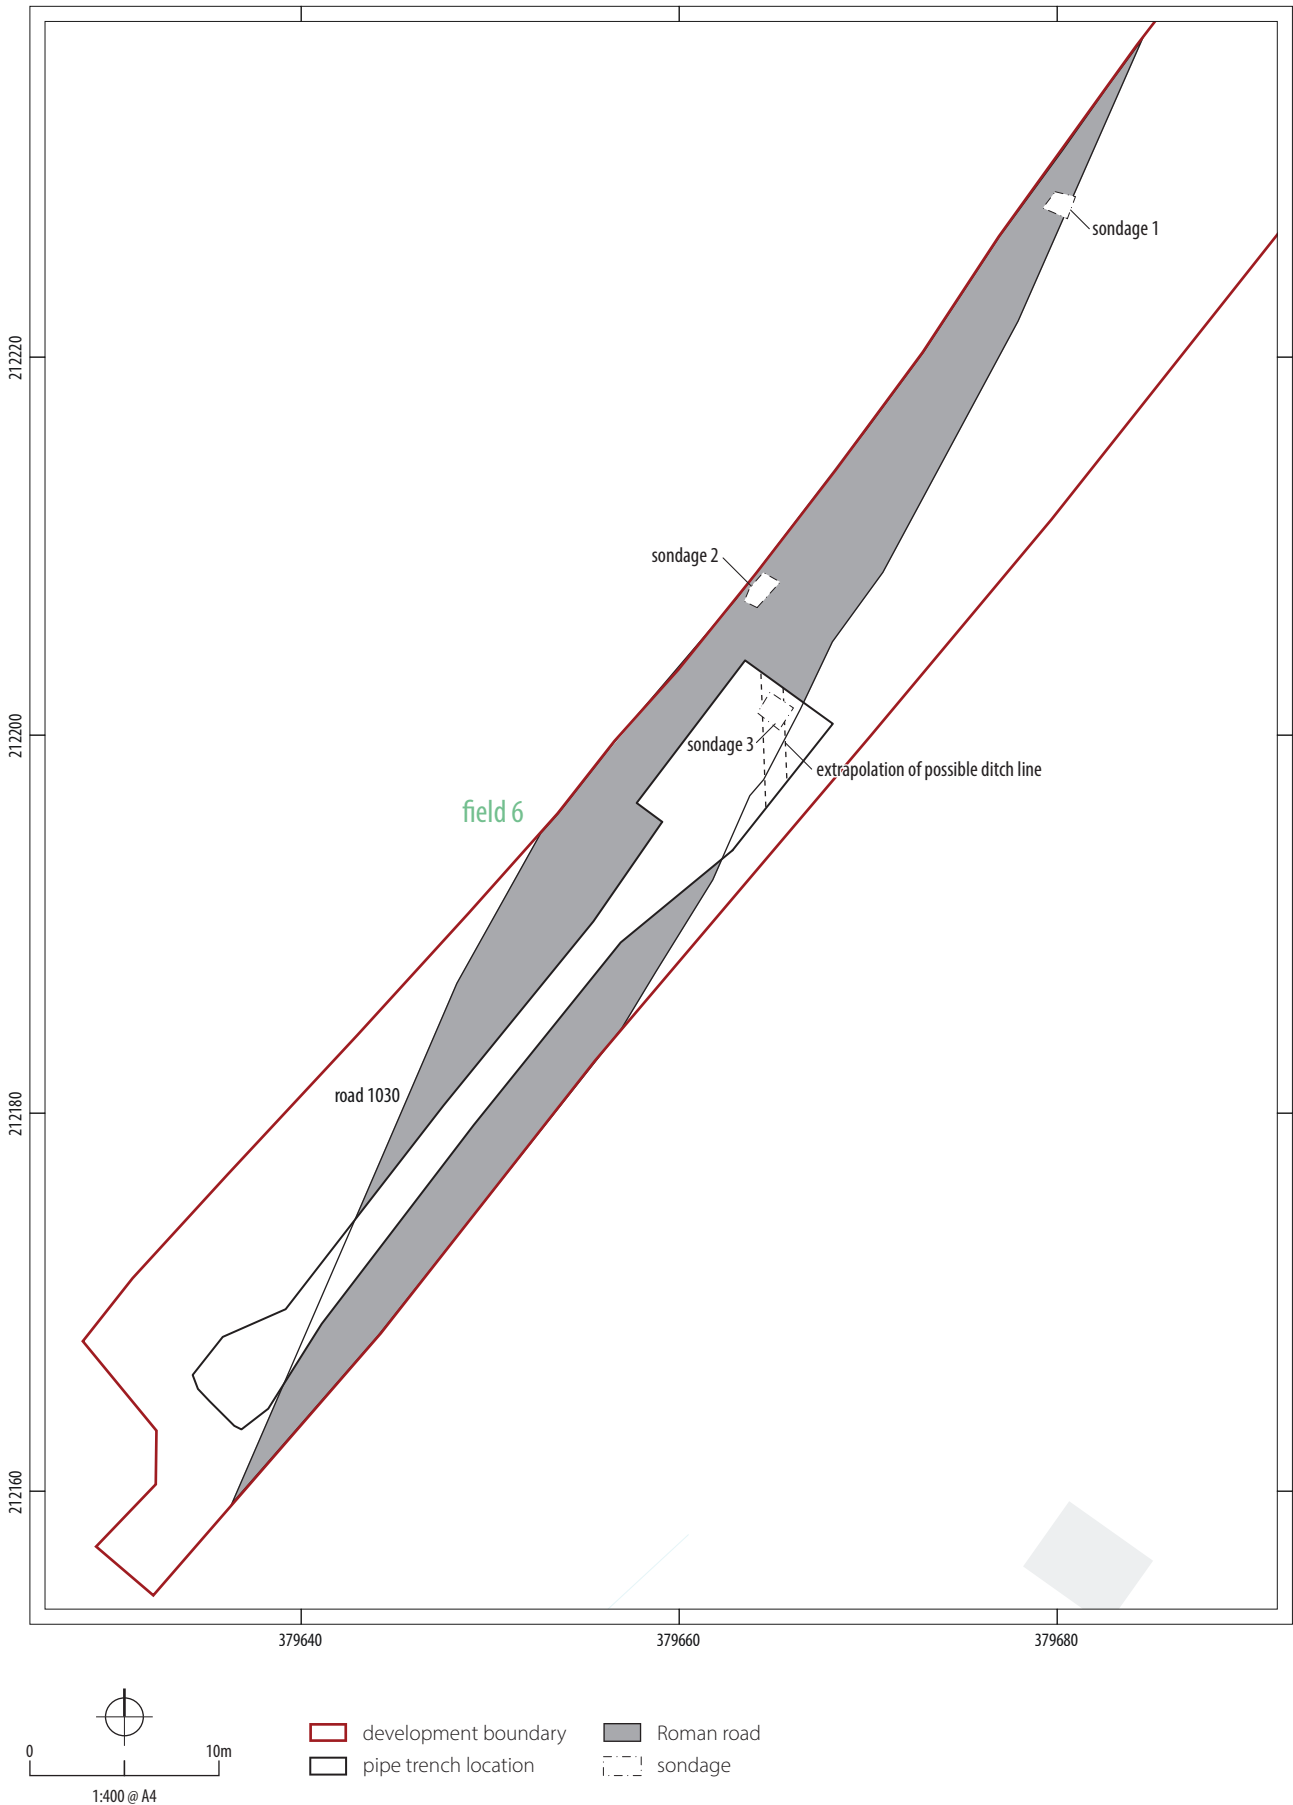 sondage 1
212220
sondage 2
212200
sondage 3
extrapolation of possible ditch line
field 6
road 1030
212180
212160
379640
379660
379680
0 10m
1:400 @ A4
development boundary
pipe trench location
Roman road
sondage